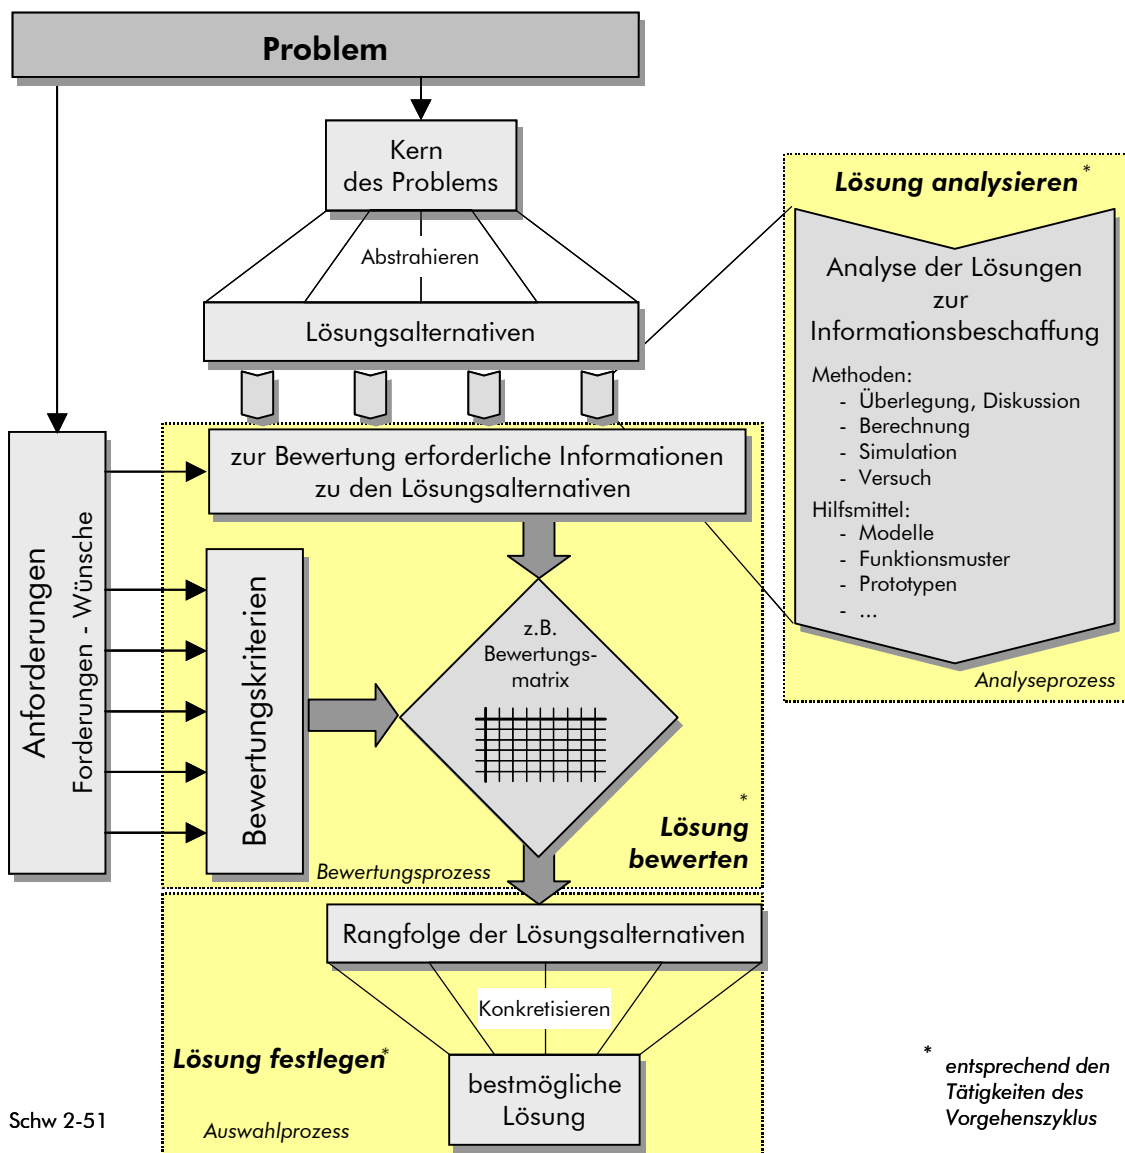 Problem
Kern
des Problems
Abstrahieren
Lösungsalternativen
Lösung analysieren*
Analyse der Lösungen
zur
Informationsbeschaffung
Methoden:
- Überlegung, Diskussion
- Berechnung
- Simulation
- Versuch
Hilfsmittel:
- Modelle
- Funktionsmuster
- Prototypen
- ...
Analyseprozess
zur Bewertung erforderliche Informationen
zu den Lösungsalternativen
Anforderungen
Forderungen - Wünsche
Bewertungskriterien
z.B.
Bewertungs-
matrix
*
Lösung
bewerten
Bewertungsprozess
Rangfolge der Lösungsalternativen
Konkretisieren
Lösung festlegen*
bestmögliche
Lösung
Auswahlprozess
Schw 2-51
* entsprechend den
Tätigkeiten des
Vorgehenszyklus